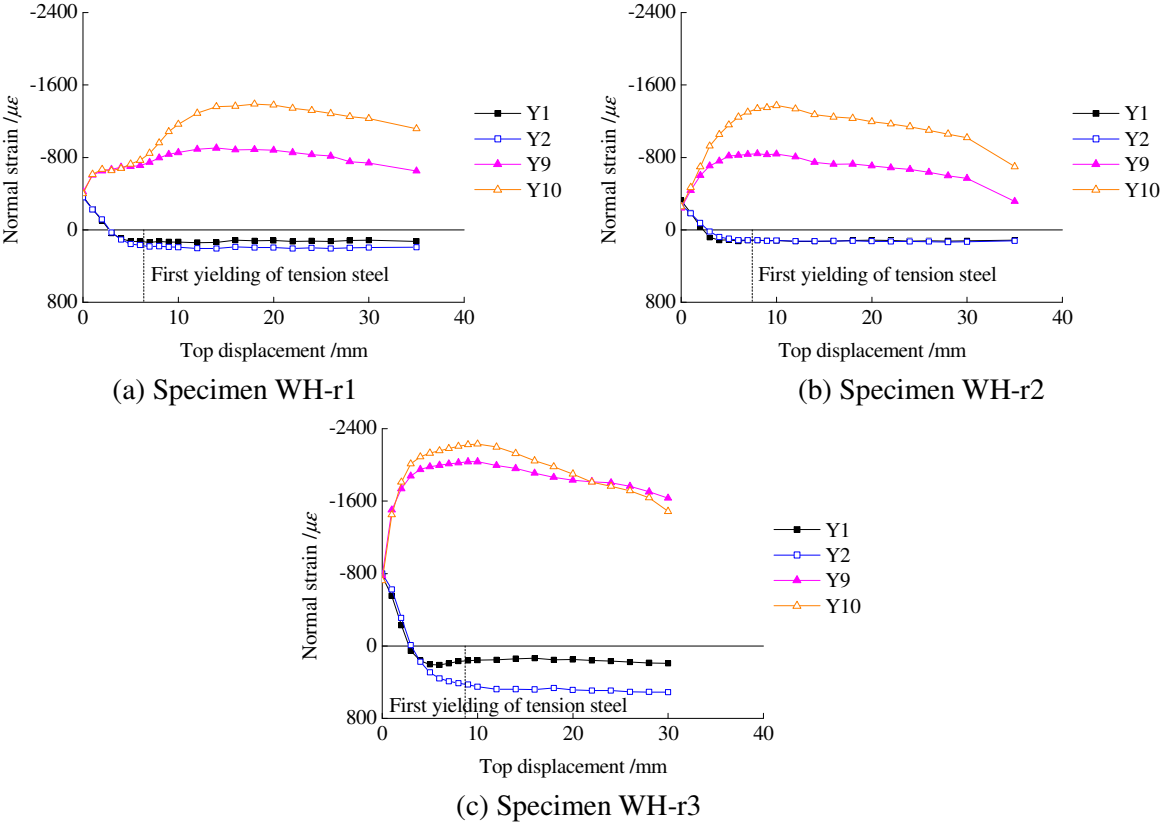 -2400
-1600
-800
0
800
0
10
20
30
40
Normal strain /με
Top displacement /mm
First yielding of tension steel
Y1
Y2
Y9
Y10
(a) Specimen WH-r1
-2400
-1600
-800
0
800
0
10
20
30
40
Normal strain /με
Top displacement /mm
First yielding of tension steel
Y1
Y2
Y9
Y10
(b) Specimen WH-r2
-2400
-1600
-800
0
800
0
10
20
30
40
Normal strain /με
Top displacement /mm
First yielding of tension steel
Y1
Y2
Y9
Y10
(c) Specimen WH-r3